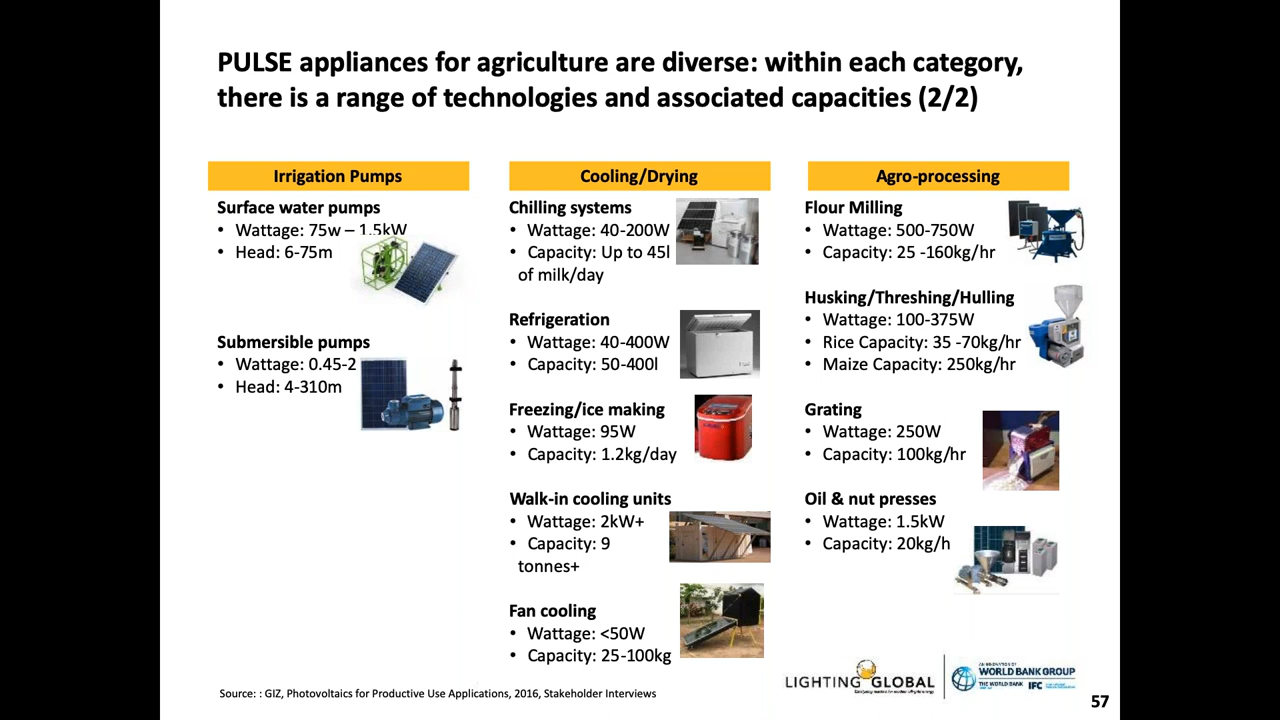 PULSE appliances for agriculture are diverse: within each category,
there is a range of technologies and associated capacities (2/2)
Irrigation Pumps
Surface water pumps
• Wattage: 75w – 1.5kW
• Head: 6-75m
Submersible pumps
• Wattage: 0.45-2
• Head: 4-310m
Cooling/Drying
Chilling systems
• Wattage: 40-200W
• Capacity: Up to 45l
of milk/day
Refrigeration
• Wattage: 40-400W
• Capacity: 50-400l
Freezing/ice making
• Wattage: 95W
• Capacity: 1.2kg/day
Walk-in cooling units
• Wattage: 2kW+
• Capacity: 9
tonnes+
Fan cooling
• Wattage: <50W
• Capacity: 25-100kg
Agro-processing
Flour Milling
• Wattage: 500-750W
• Capacity: 25 -160kg/hr
Husking/Threshing/Hulling
• Wattage: 100-375W
• Rice Capacity: 35 -70kg/hr
• Maize Capacity: 250kg/hr
Grating
• Wattage: 250W
• Capacity: 100kg/hr
Oil & nut presses
• Wattage: 1.5kW
• Capacity: 20kg/h
Source: : GIZ, Photovoltaics for Productive Use Applications, 2016, Stakeholder Interviews
LIGHTING GLOBAL
AN INNOVATION OF
WORLD BANK GROUP
THE WORLD BANK IFC
57